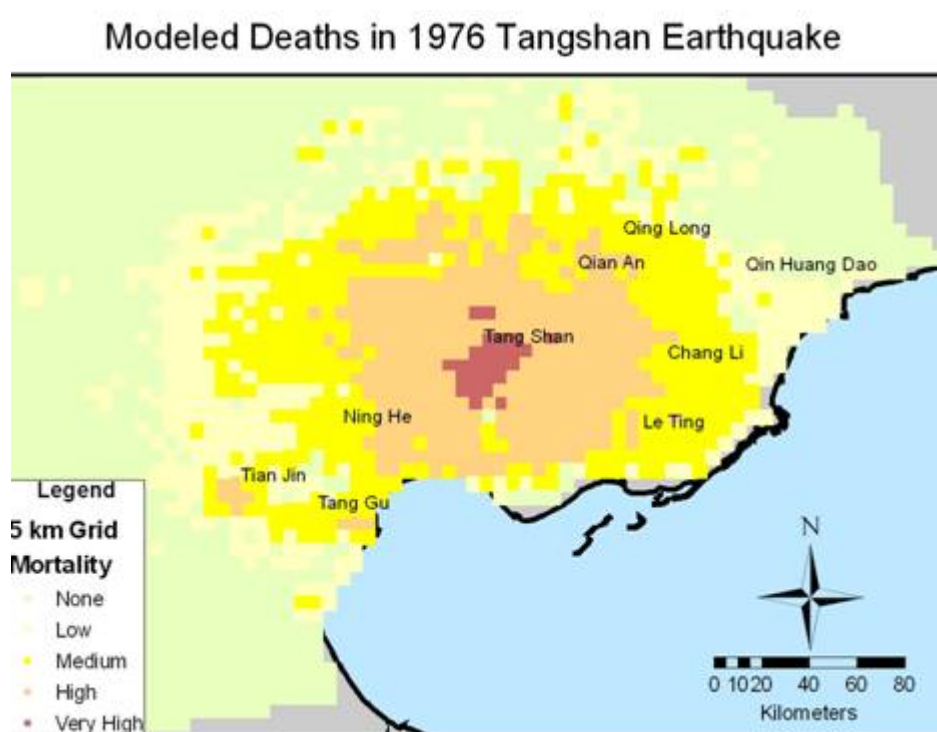 Modeled Deaths in 1976 Tangshan Earthquake
Qing Long
Qian An
Qin Huang Dao
Tang Shan
Chang Li
Ning He
Le Ting
Tian Jin
Tang Gu
Legend
5 km Grid
Mortality
None
Low
Medium
High
Very High
N
0 10 20 40 60 80
Kilometers